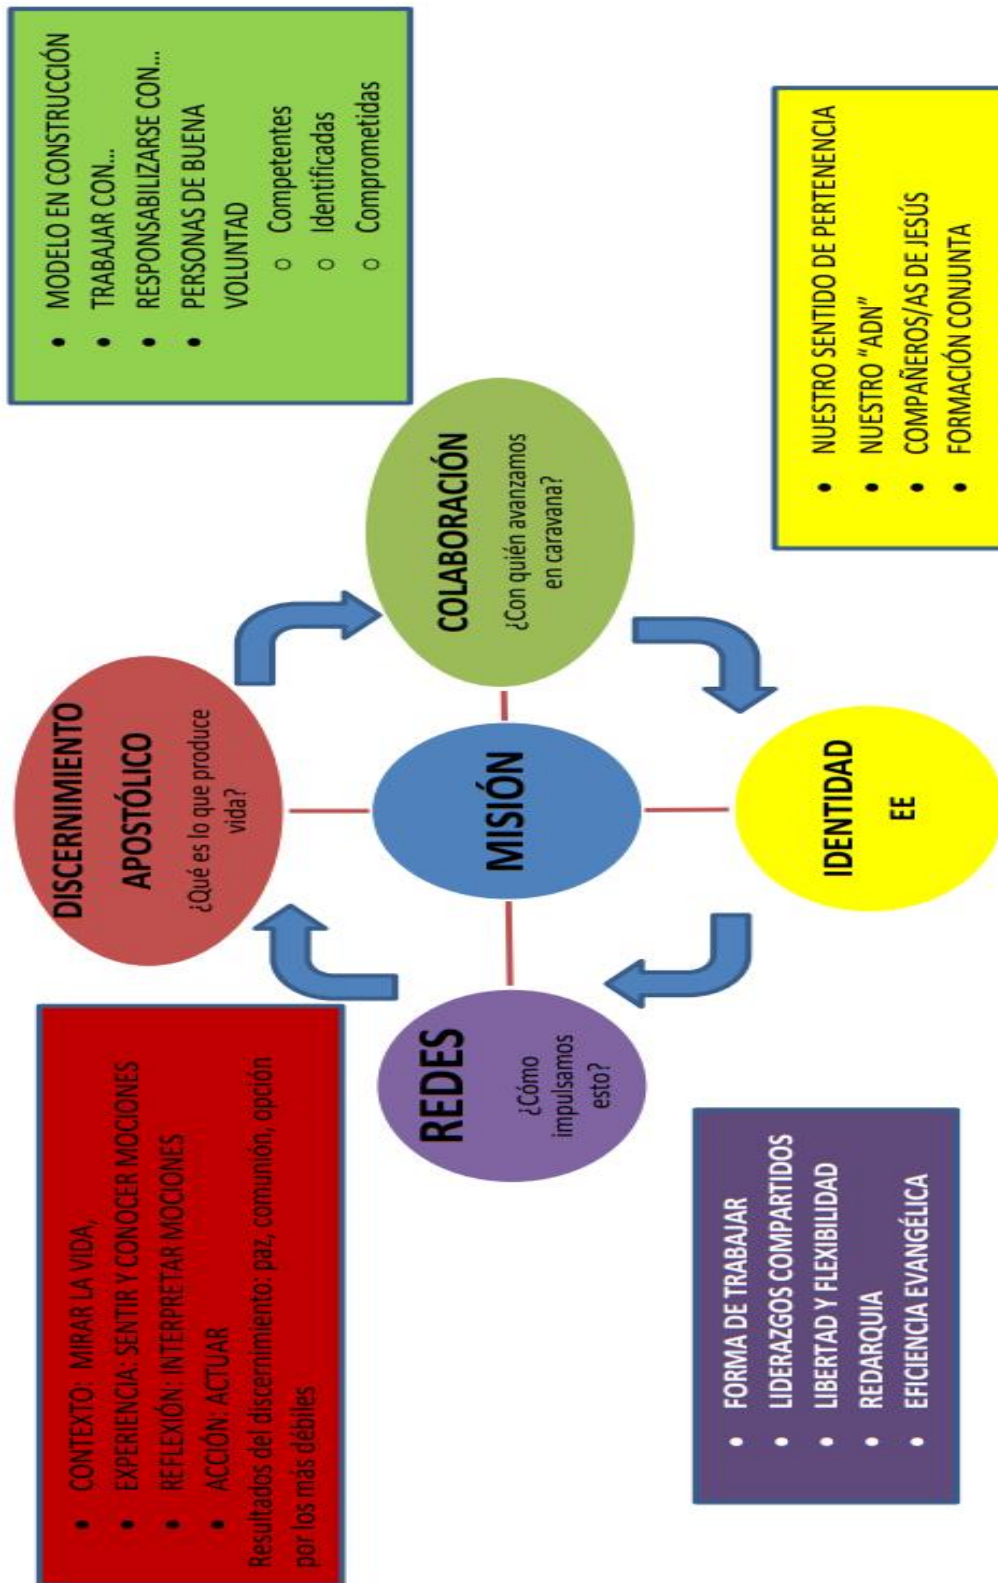 • CONTEXTO: MIRAR LA VIDA,
• EXPERIENCIA: SENTIR Y CONOCER MOCIONES
• REFLEXIÓN: INTERPRETAR MOCIONES
• ACCIÓN: ACTUAR
Resultados del discernimiento: paz, comunión, opción
por los más débiles
DISCERNIMIENTO
APOSTÓLICO
¿Qué es lo que produce
vida?
• MODELO EN CONSTRUCCIÓN
• TRABAJAR CON...
• RESPONSABILIZARSE CON...
• PERSONAS DE BUENA
VOLUNTAD
○ Competentes
○ Identificadas
○ Comprometidas
REDES
¿Cómo
impulsamos
esto?
MISIÓN
COLABORACIÓN
¿Con quién avanzamos
en caravana?
• FORMA DE TRABAJAR
• LIDERAZGOS COMPARTIDOS
• LIBERTAD Y FLEXIBILIDAD
• REDARQUIA
• EFICIENCIA EVANGÉLICA
IDENTIDAD
EE
• NUESTRO SENTIDO DE PERTENENCIA
• NUESTRO “ADN”
• COMPAÑEROS/AS DE JESÚS
• FORMACIÓN CONJUNTA